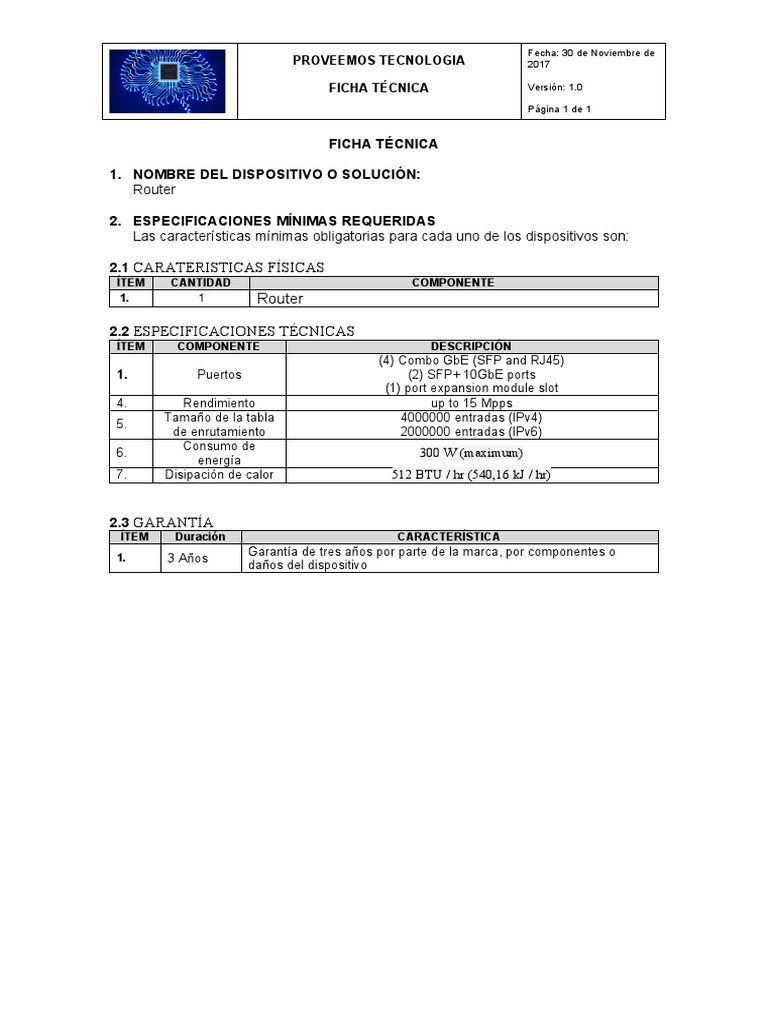 PROVEEMOS TECNOLOGIA
FICHA TÉCNICA
Fecha: 30 de Noviembre de
2017
Versión: 1.0
Página 1 de 1
FICHA TÉCNICA
1. NOMBRE DEL DISPOSITIVO O SOLUCIÓN:
Router
2. ESPECIFICACIONES MÍNIMAS REQUERIDAS
Las características mínimas obligatorias para cada uno de los dispositivos son:
2.1 CARATERISTICAS FÍSICAS
ÍTEM CANTIDAD COMPONENTE
1. 1 Router
2.2 ESPECIFICACIONES TÉCNICAS
ÍTEM COMPONENTE DESCRIPCIÓN
1. Puertos
(4) Combo GbE (SFP and RJ45)
(2) SFP+ 10GbE ports
(1) port expansion module slot
4. Rendimiento up to 15 Mpps
5. Tamaño de la tabla
de enrutamiento
4000000 entradas (IPv4)
2000000 entradas (IPv6)
6. Consumo de
energía
300 W (maximum)
7. Disipación de calor 512 BTU / hr (540,16 kJ / hr)
2.3 GARANTÍA
ÍTEM Duración CARACTERÍSTICA
1. 3 Años Garantía de tres años por parte de la marca, por componentes o
daños del dispositivo